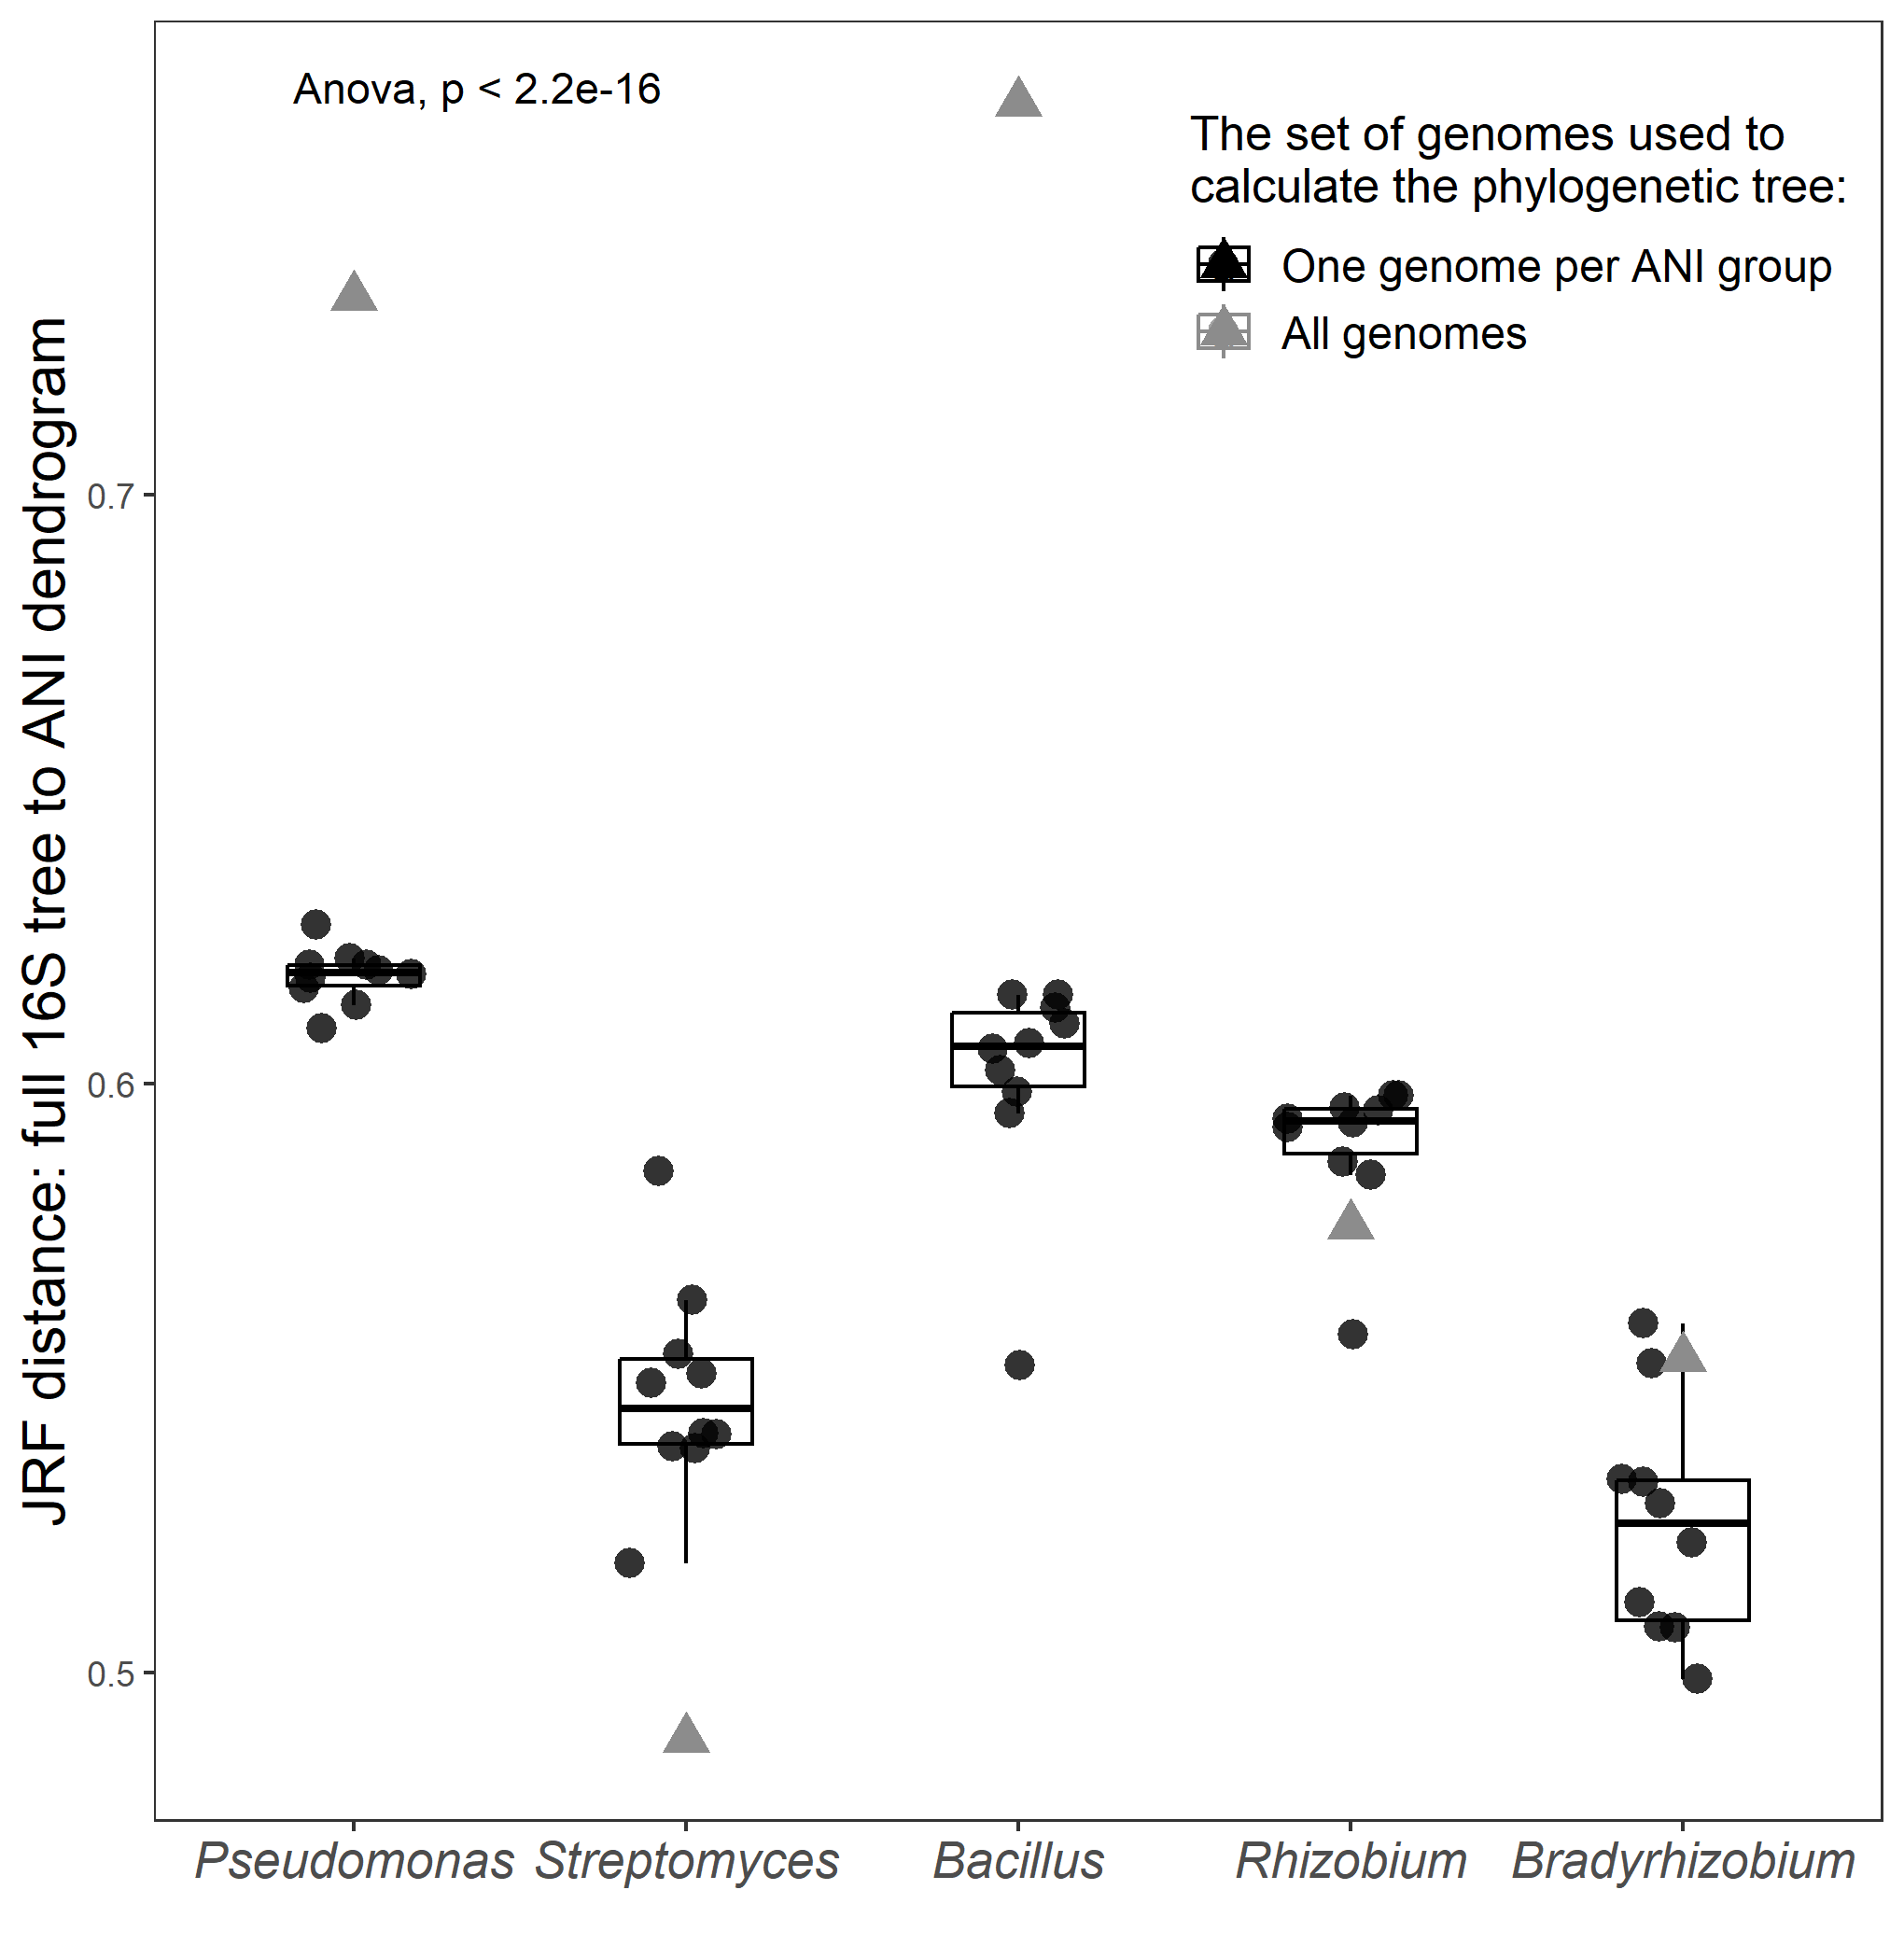 Anova, p < 2.2e-16
The set of genomes used to
calculate the phylogenetic tree:
One genome per ANI group
All genomes
JRF distance: full 16S tree to ANI dendrogram
0.7
0.6
0.5
Pseudomonas Streptomyces Bacillus Rhizobium Bradyrhizobium